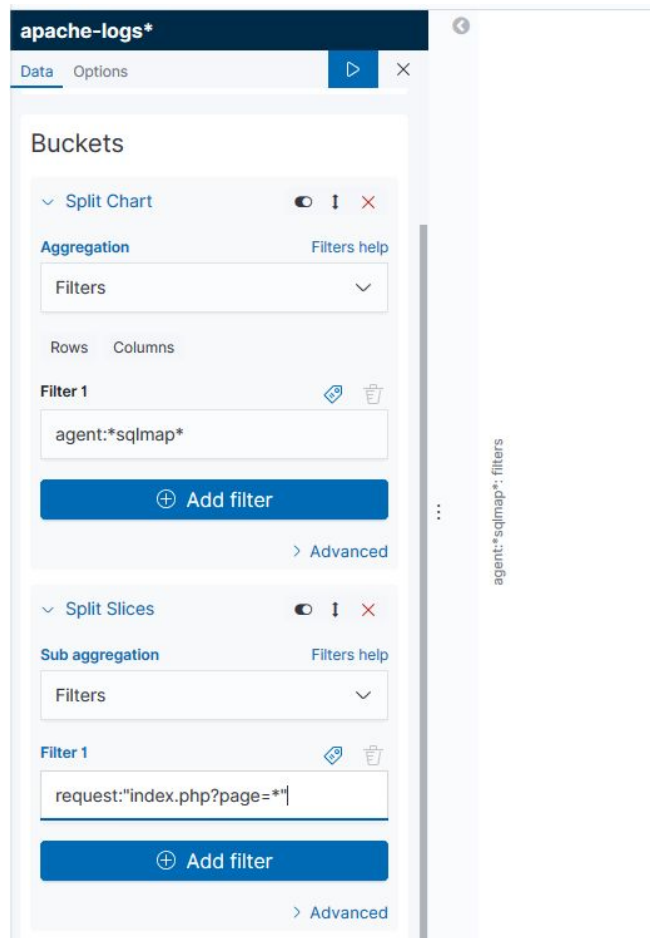 apache-logs*
Data Options
Buckets
Split Chart
Aggregation Filters help
Filters
Rows Columns
Filter 1
agent:*sqlmap*
Add filter
Advanced
Split Slices
Sub aggregation Filters help
Filters
Filter 1
request:"index.php?page=*"
Add filter
Advanced
agent:*sqlmap*: filters